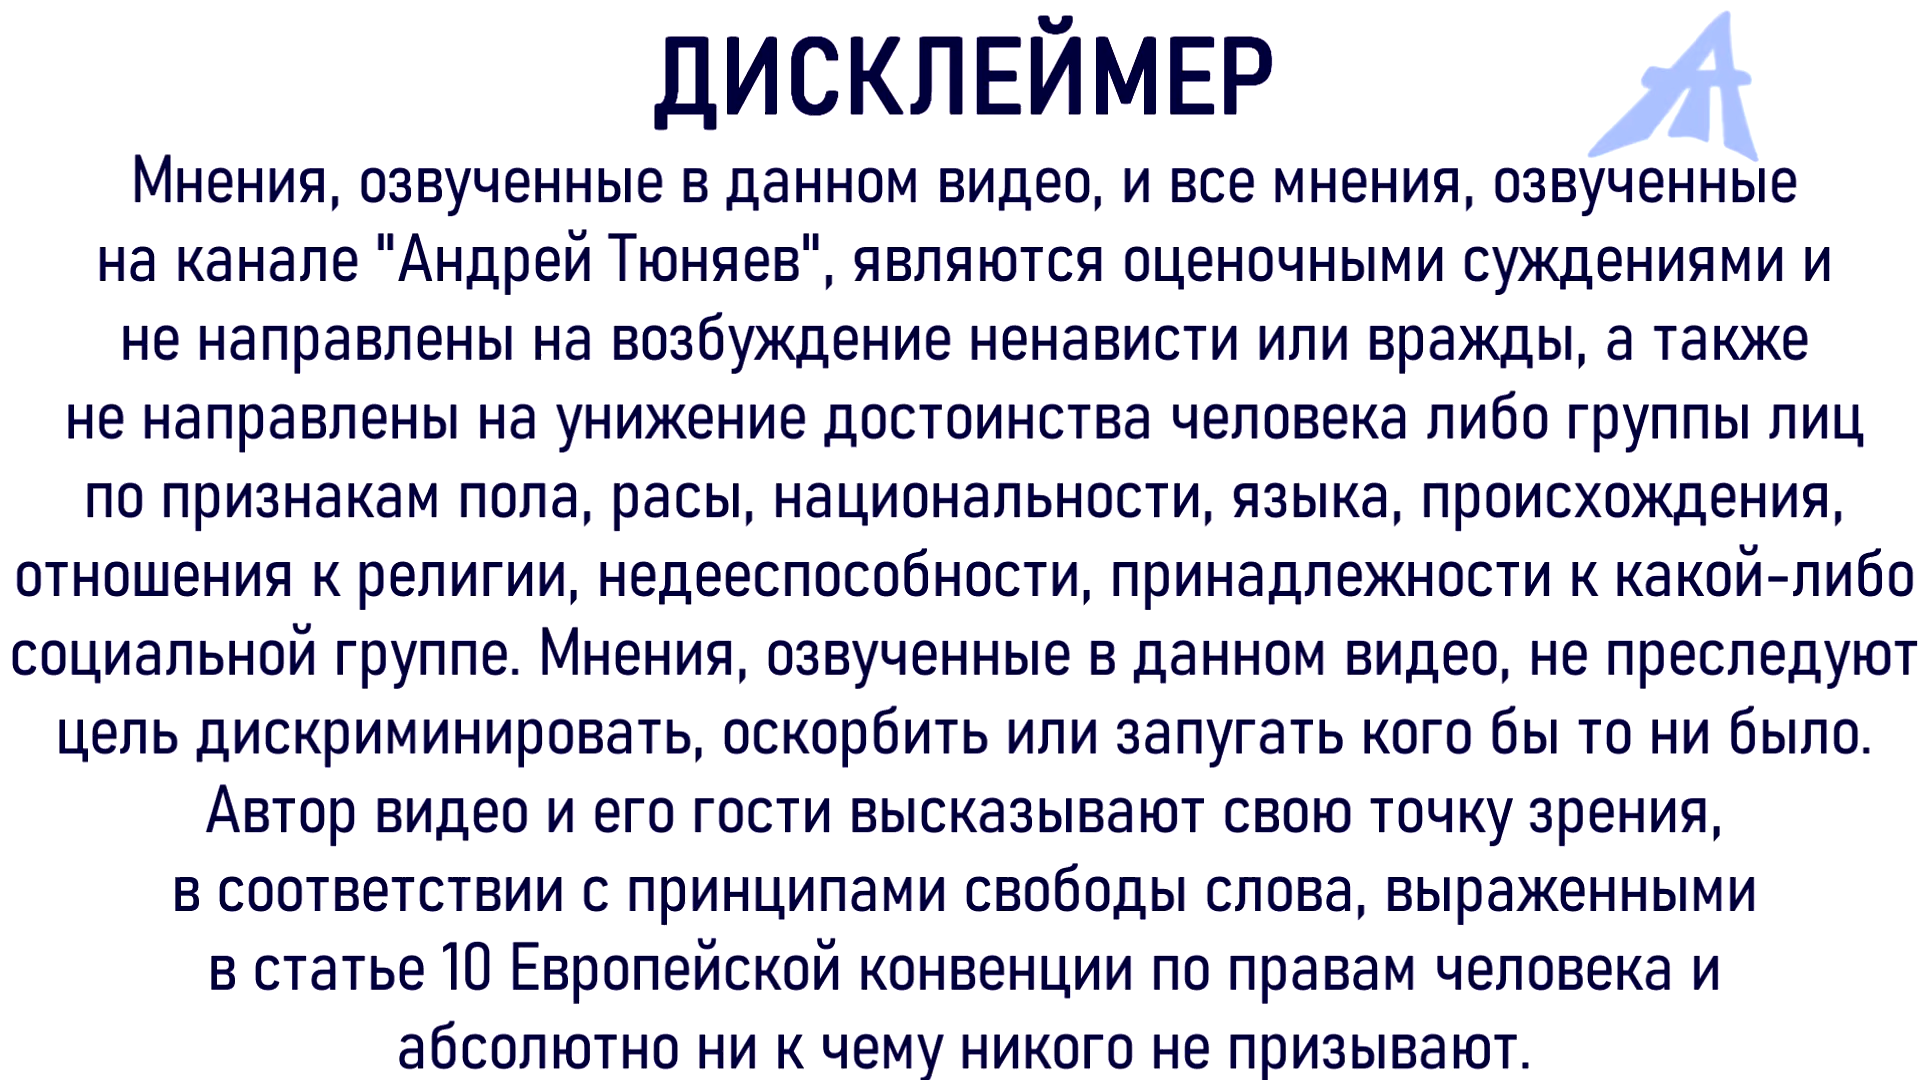 ДИСКЛЕЙМЕР
Мнения, озвученные в данном видео, и все мнения, озвученные
на канале "Андрей Тюняев", являются оценочными суждениями и
не направлены на возбуждение ненависти или вражды, а также
не направлены на унижение достоинства человека либо группы лиц
по признакам пола, расы, национальности, языка, происхождения,
отношения к религии, недееспособности, принадлежности к какой-либо
социальной группе. Мнения, озвученные в данном видео, не преследуют
цель дискриминировать, оскорбить или запугать кого бы то ни было.
Автор видео и его гости высказывают свою точку зрения,
в соответствии с принципами свободы слова, выраженными
в статье 10 Европейской конвенции по правам человека и
абсолютно ни к чему никого не призывают.